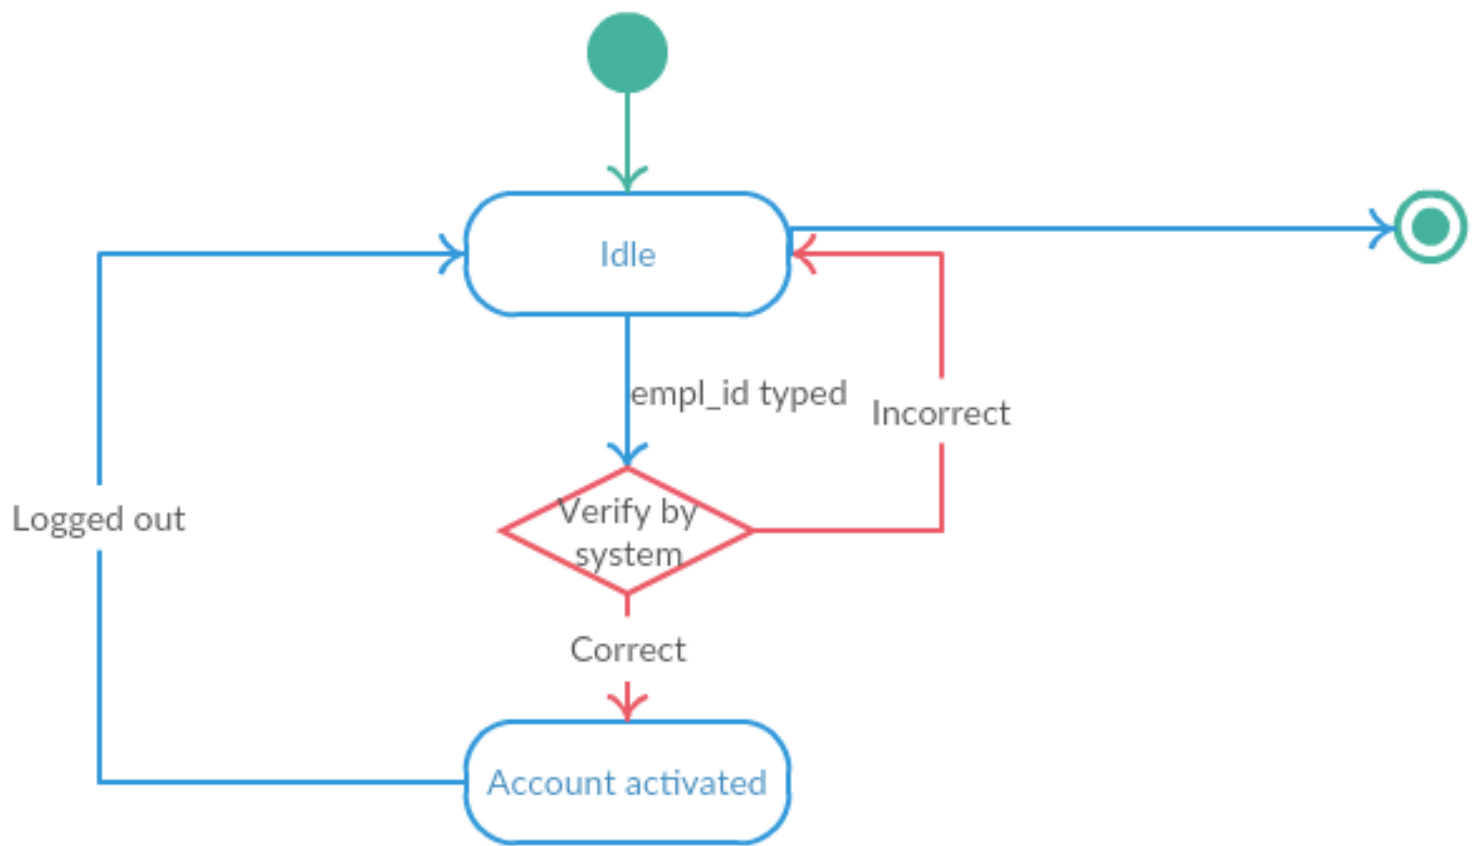 Idle
empl_id typed
Incorrect
Verify by
system
Logged out
Correct
Account activated